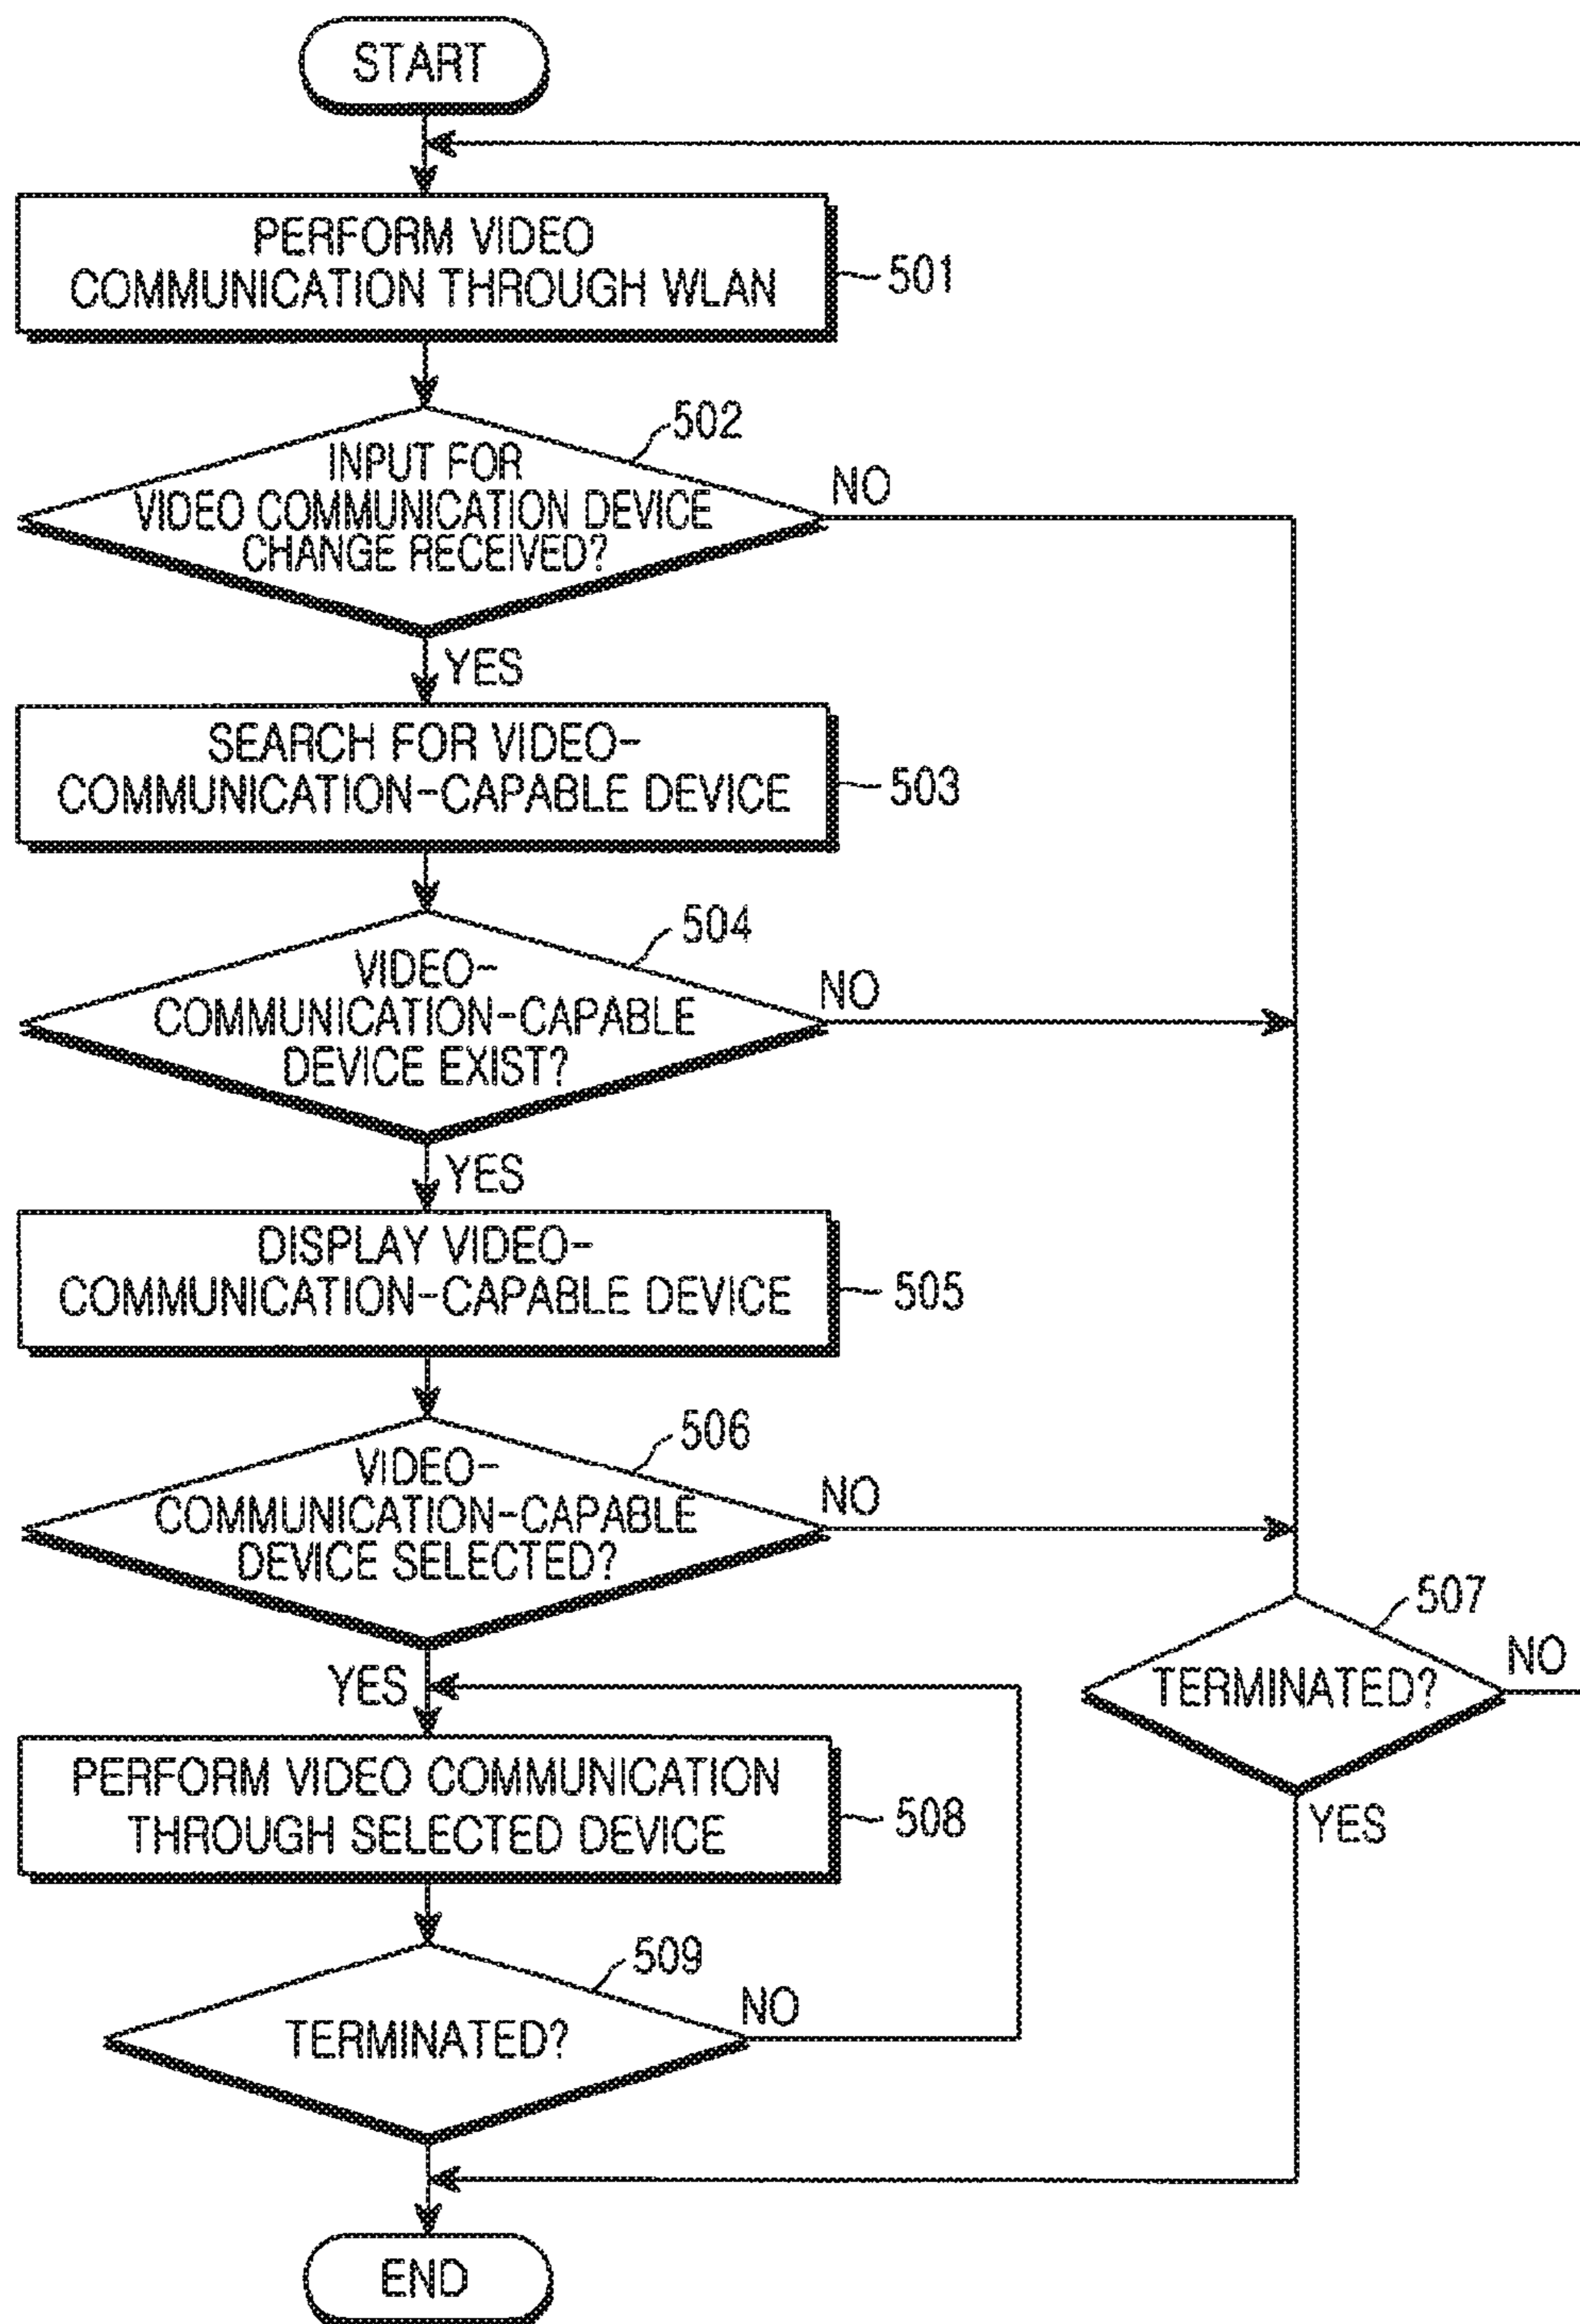 START
PERFORM VIDEO
COMMUNICATION THROUGH WLAN
501
502
INPUT FOR
VIDEO COMMUNICATION DEVICE
CHANGE RECEIVED?
NO
YES
SEARCH FOR VIDEO-
COMMUNICATION-CAPABLE DEVICE
503
504
VIDEO-
COMMUNICATION-CAPABLE
DEVICE EXIST?
NO
YES
DISPLAY VIDEO-
COMMUNICATION-CAPABLE DEVICE
505
506
VIDEO-
COMMUNICATION-CAPABLE
DEVICE SELECTED?
NO
YES
507
TERMINATED?
NO
YES
PERFORM VIDEO COMMUNICATION
THROUGH SELECTED DEVICE
508
509
TERMINATED?
NO
END